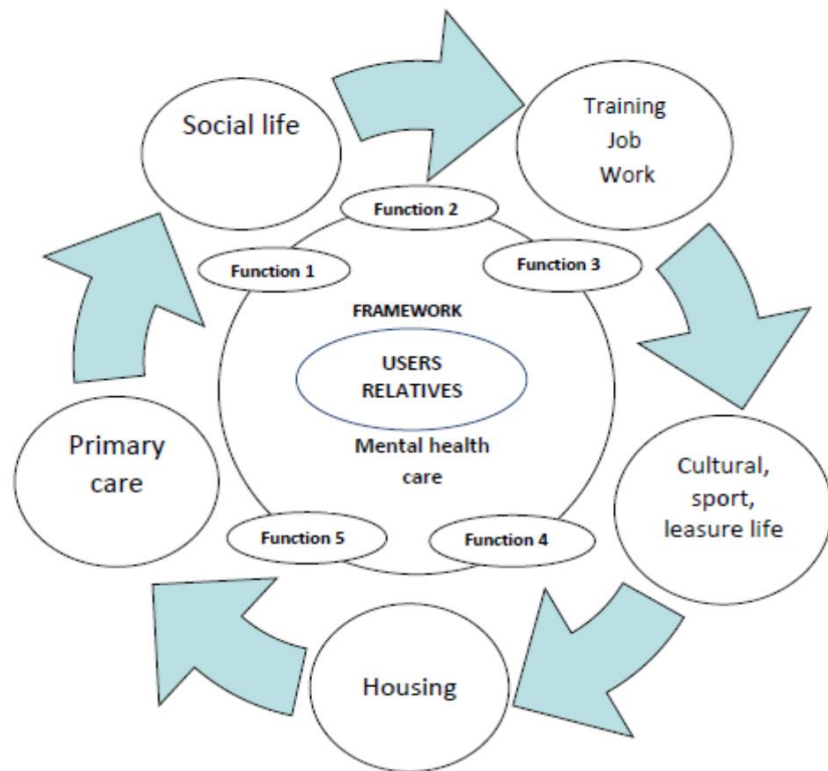 Social life
Training
Job
Work
Function 2
Function 1
Function 3
FRAMEWORK
USERS
RELATIVES
Primary
care
Mental health
care
Cultural,
sport,
leasure life
Function 5
Function 4
Housing